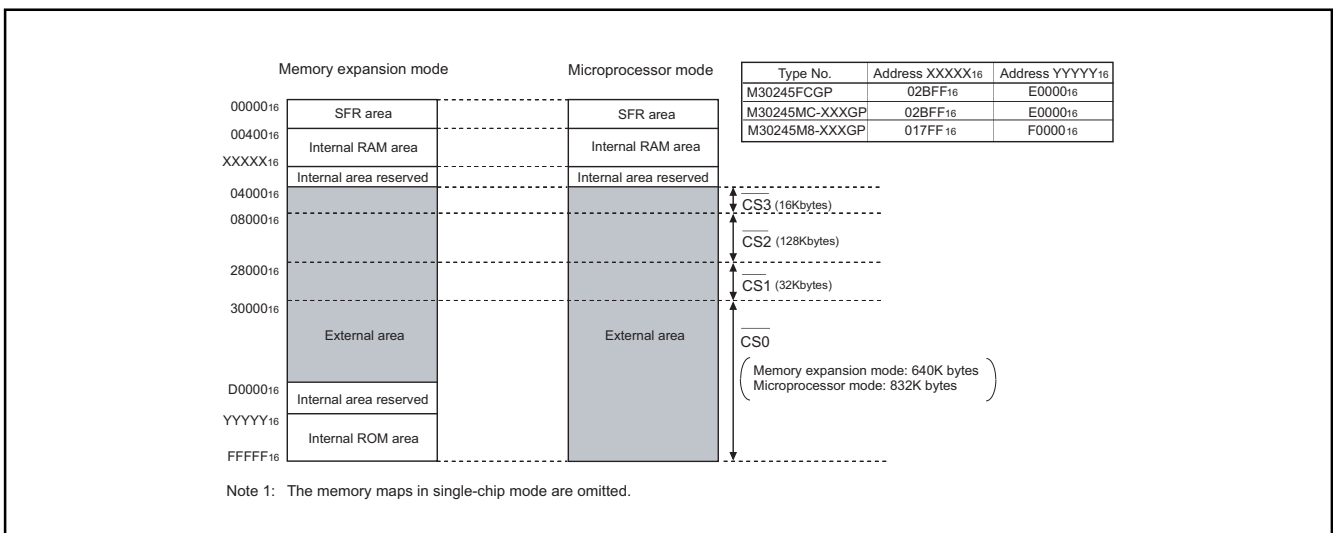 Memory expansion mode
Microprocessor mode
Type No. Address XXXXX16 Address YYYYY16
M30245FCGP 02BFF16 E000016
M30245MC-XXXGP 02BFF16 E000016
M30245M8-XXXGP 017FF16 F000016
0000016
SFR area
SFR area
0040016
Internal RAM area
Internal RAM area
XXXXX16
Internal area reserved
Internal area reserved
0400016
CS3 (16Kbytes)
0800016
CS2 (128Kbytes)
2800016
CS1 (32Kbytes)
3000016
External area
External area
CS0
Memory expansion mode: 640K bytes
Microprocessor mode: 832K bytes
D000016
Internal area reserved
YYYYY16
Internal ROM area
FFFFF16
Note 1: The memory maps in single-chip mode are omitted.